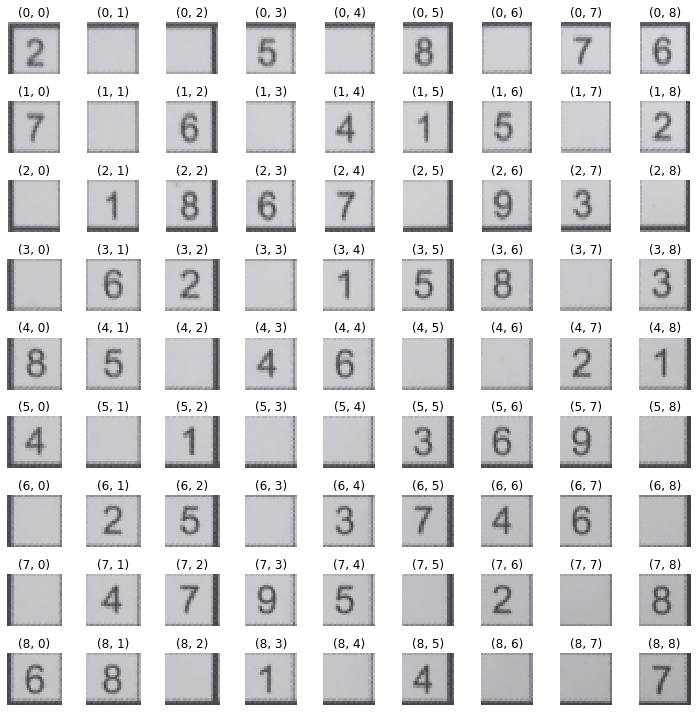 (0, 0) (0, 1) (0, 2) (0, 3) (0, 4) (0, 5) (0, 6) (0, 7) (0, 8)
2 5 8 7 6
(1, 0) (1, 1) (1, 2) (1, 3) (1, 4) (1, 5) (1, 6) (1, 7) (1, 8)
7 6 4 1 5 2
(2, 0) (2, 1) (2, 2) (2, 3) (2, 4) (2, 5) (2, 6) (2, 7) (2, 8)
1 8 6 7 9 3
(3, 0) (3, 1) (3, 2) (3, 3) (3, 4) (3, 5) (3, 6) (3, 7) (3, 8)
6 2 1 5 8 3
(4, 0) (4, 1) (4, 2) (4, 3) (4, 4) (4, 5) (4, 6) (4, 7) (4, 8)
8 5 4 6 2 1
(5, 0) (5, 1) (5, 2) (5, 3) (5, 4) (5, 5) (5, 6) (5, 7) (5, 8)
4 1 3 6 9
(6, 0) (6, 1) (6, 2) (6, 3) (6, 4) (6, 5) (6, 6) (6, 7) (6, 8)
2 5 3 7 4 6
(7, 0) (7, 1) (7, 2) (7, 3) (7, 4) (7, 5) (7, 6) (7, 7) (7, 8)
4 7 9 5 2 8
(8, 0) (8, 1) (8, 2) (8, 3) (8, 4) (8, 5) (8, 6) (8, 7) (8, 8)
6 8 1 4 7